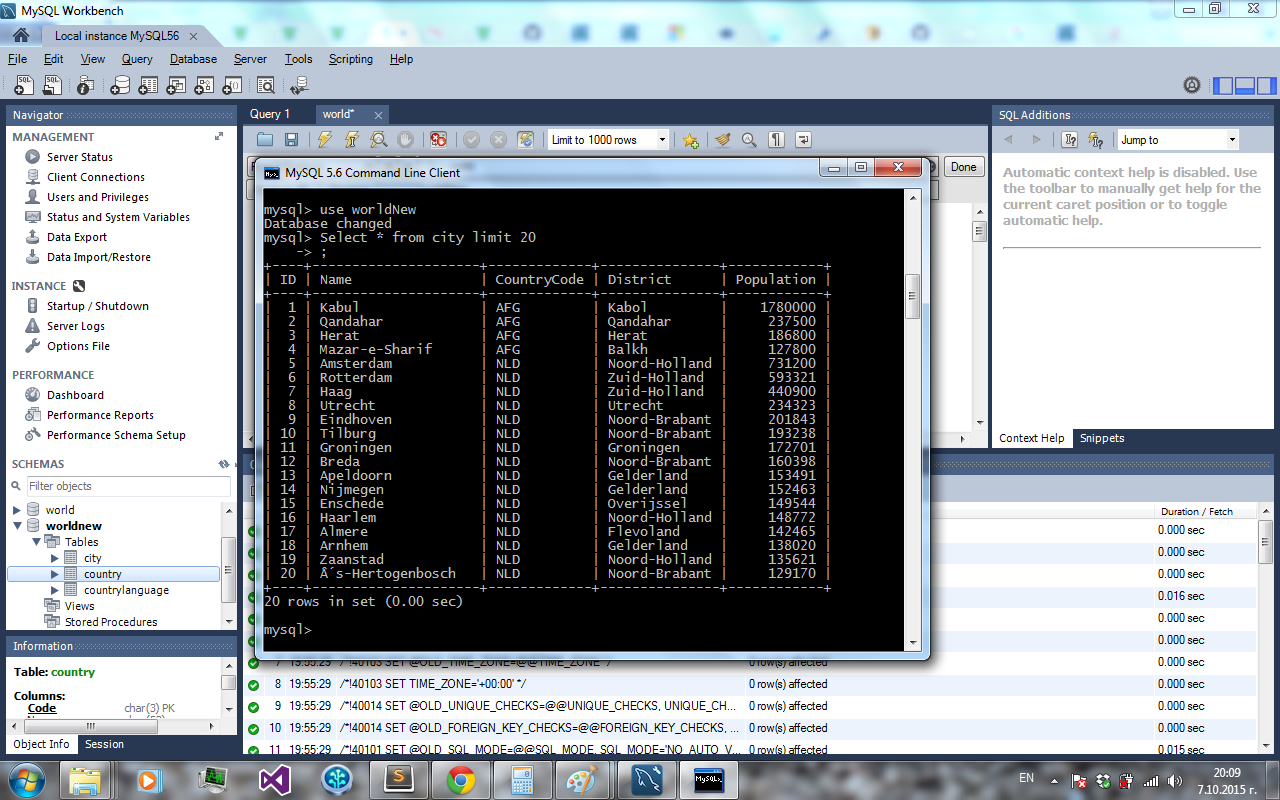 MySQL Workbench
Local instance MySQL56
File Edit View Query Database Server Tools Scripting Help
Navigator
MANAGEMENT
Server Status
Client Connections
Users and Privileges
Status and System Variables
Data Export
Data Import/Restore
INSTANCE
Startup / Shutdown
Server Logs
Options File
PERFORMANCE
Dashboard
Performance Reports
Performance Schema Setup
SCHEMAS
Filter objects
world
worldnew
Tables
city
country
countrylanguage
Views
Stored Procedures
Information
Table: country
Columns:
Code char(3) PK
Object Info Session
Query 1 world*
Limit to 1000 rows
Done
MySQL 5.6 Command Line Client
mysql> use worldNew
Database changed
mysql> Select * from city limit 20
-> ;
+----+--------------------+-------------+---------------+------------+
| ID | Name | CountryCode | District | Population |
+----+--------------------+-------------+---------------+------------+
| 1 | Kabul | AFG | Kabol | 1780000 |
| 2 | Qandahar | AFG | Qandahar | 237500 |
| 3 | Herat | AFG | Herat | 186800 |
| 4 | Mazar-e-Sharif | AFG | Balkh | 127800 |
| 5 | Amsterdam | NLD | Noord-Holland | 731200 |
| 6 | Rotterdam | NLD | Zuid-Holland | 593321 |
| 7 | Haag | NLD | Zuid-Holland | 440900 |
| 8 | Utrecht | NLD | Utrecht | 234323 |
| 9 | Eindhoven | NLD | Noord-Brabant | 201843 |
| 10 | Tilburg | NLD | Noord-Brabant | 193238 |
| 11 | Groningen | NLD | Groningen | 172701 |
| 12 | Breda | NLD | Noord-Brabant | 160398 |
| 13 | Apeldoorn | NLD | Gelderland | 153491 |
| 14 | Nijmegen | NLD | Gelderland | 152463 |
| 15 | Enschede | NLD | Overijssel | 149544 |
| 16 | Haarlem | NLD | Noord-Holland | 148772 |
| 17 | Almere | NLD | Flevoland | 142465 |
| 18 | Arnhem | NLD | Gelderland | 138020 |
| 19 | Zaanstad | NLD | Noord-Holland | 135621 |
| 20 | Â´s-Hertogenbosch | NLD | Noord-Brabant | 129170 |
+----+--------------------+-------------+---------------+------------+
20 rows in set (0.00 sec)
mysql>
SQL Additions
Jump to
Automatic context help is disabled. Use
the toolbar to manually get help for the
current caret position or to toggle
automatic help.
Context Help Snippets
Duration / Fetch
0.000 sec
0.000 sec
0.000 sec
0.016 sec
0.000 sec
0.000 sec
7 19:55:29 /*!40103 SET @OLD_TIME_ZONE=@@TIME_ZONE */ 0 row(s) affected 0.000 sec
8 19:55:29 /*!40103 SET TIME_ZONE='+00:00' */ 0 row(s) affected 0.000 sec
9 19:55:29 /*!40014 SET @OLD_UNIQUE_CHECKS=@@UNIQUE_CHECKS, UNIQUE_CH... 0 row(s) affected 0.000 sec
10 19:55:29 /*!40014 SET @OLD_FOREIGN_KEY_CHECKS=@@FOREIGN_KEY_CHECKS, ... 0 row(s) affected 0.000 sec
11 19:55:29 /*!40101 SET @OLD_SQL_MODE=@@SQL_MODE, SQL_MODE='NO_AUTO_V... 0 row(s) affected 0.015 sec
EN
20:09
7.10.2015 г.